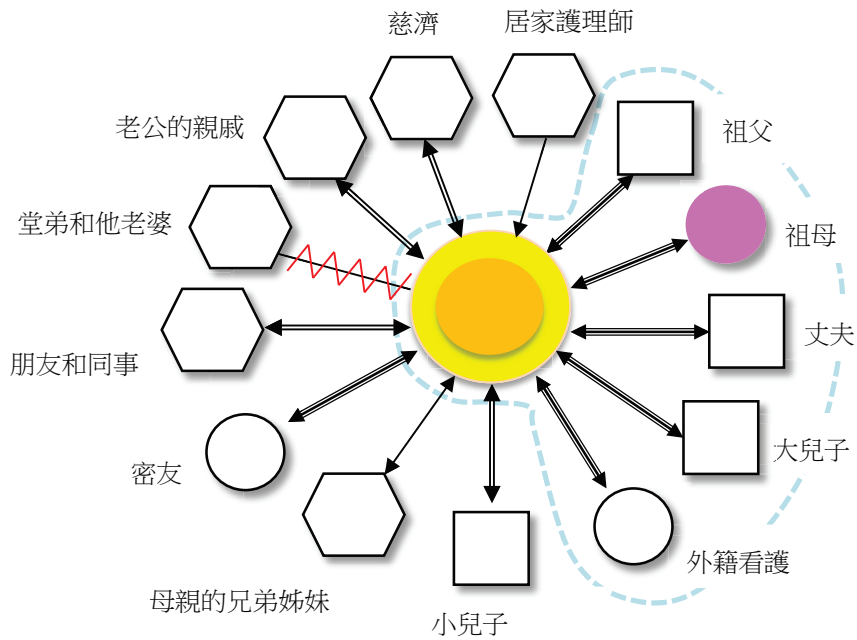 慈濟
居家護理師
老公的親戚
祖父
堂弟和他老婆
祖母
丈夫
朋友和同事
大兒子
密友
外籍看護
母親的兄弟姊妹
小兒子